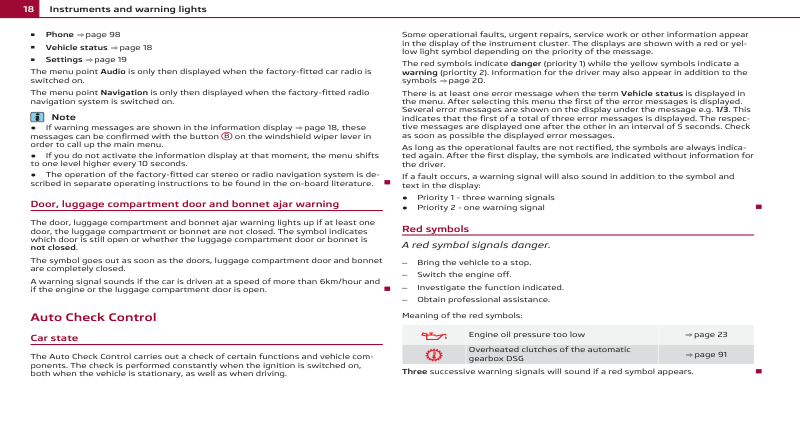 18 Instruments and warning lights
■ Phone ⇒ page 98
■ Vehicle status ⇒ page 18
■ Settings ⇒ page 19
The menu point Audio is only then displayed when the factory-fitted car radio is
switched on.
The menu point Navigation is only then displayed when the factory-fitted radio
navigation system is switched on.
i Note
● If warning messages are shown in the information display ⇒ page 18, these
messages can be confirmed with the button B on the windshield wiper lever in
order to call up the main menu.
● If you do not activate the information display at that moment, the menu shifts
to one level higher every 10 seconds.
● The operation of the factory-fitted car stereo or radio navigation system is de-
scribed in separate operating instructions to be found in the on-board literature. ■
Door, luggage compartment door and bonnet ajar warning
The door, luggage compartment and bonnet ajar warning lights up if at least one
door, the luggage compartment or bonnet are not closed. The symbol indicates
which door is still open or whether the luggage compartment door or bonnet is
not closed.
The symbol goes out as soon as the doors, luggage compartment door and bonnet
are completely closed.
A warning signal sounds if the car is driven at a speed of more than 6km/hour and
if the engine or the luggage compartment door is open. ■
Auto Check Control
Car state
The Auto Check Control carries out a check of certain functions and vehicle com-
ponents. The check is performed constantly when the ignition is switched on,
both when the vehicle is stationary, as well as when driving.
Some operational faults, urgent repairs, service work or other information appear
in the display of the instrument cluster. The displays are shown with a red or yel-
low light symbol depending on the priority of the message.
The red symbols indicate danger (priority 1) while the yellow symbols indicate a
warning (priority 2). Information for the driver may also appear in addition to the
symbols ⇒ page 20.
There is at least one error message when the term Vehicle status is displayed in
the menu. After selecting this menu the first of the error messages is displayed.
Several error messages are shown on the display under the message e.g. 1/3. This
indicates that the first of a total of three error messages is displayed. The respec-
tive messages are displayed one after the other in an interval of 5 seconds. Check
as soon as possible the displayed error messages.
As long as the operational faults are not rectified, the symbols are always indica-
ted again. After the first display, the symbols are indicated without information for
the driver.
If a fault occurs, a warning signal will also sound in addition to the symbol and
text in the display:
● Priority 1 - three warning signals
● Priority 2 - one warning signal ■
Red symbols
A red symbol signals danger.
– Bring the vehicle to a stop.
– Switch the engine off.
– Investigate the function indicated.
– Obtain professional assistance.
Meaning of the red symbols:
Engine oil pressure too low ⇒ page 23
Overheated clutches of the automatic
gearbox DSG ⇒ page 91
Three successive warning signals will sound if a red symbol appears. ■